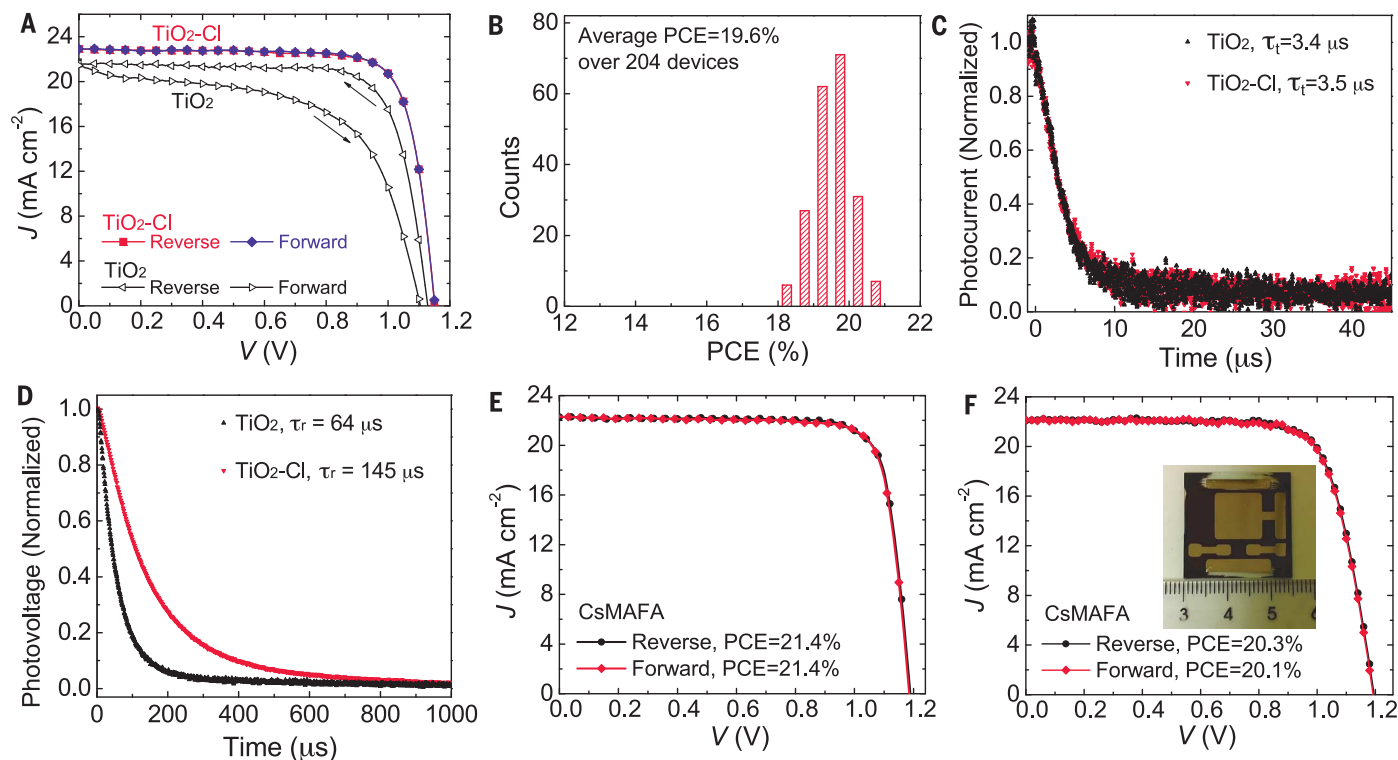 A
TiO2-Cl
TiO2
TiO2-Cl
Reverse Forward
TiO2
Reverse Forward
24
20
16
12
8
4
0
0.0 0.2 0.4 0.6 0.8 1.0 1.2
J (mA cm-2)
V (V)
B
Average PCE=19.6%
over 204 devices
80
60
40
20
0
12 14 16 18 20 22
Counts
PCE (%)
C
TiO2, τt=3.4 μs
TiO2-Cl, τt=3.5 μs
1.0
0.8
0.6
0.4
0.2
0.0
0 10 20 30 40
Photocurrent (Normalized)
Time (μs)
D
TiO2, τr = 64 μs
TiO2-Cl, τr = 145 μs
1.0
0.8
0.6
0.4
0.2
0.0
0 200 400 600 800 1000
Photovoltage (Normalized)
Time (μs)
E
CsMAFA
Reverse, PCE=21.4%
Forward, PCE=21.4%
24
20
16
12
8
4
0
0.0 0.2 0.4 0.6 0.8 1.0 1.2
J (mA cm-2)
V (V)
F
3 4 5 6
CsMAFA
Reverse, PCE=20.3%
Forward, PCE=20.1%
24
20
16
12
8
4
0
0.0 0.2 0.4 0.6 0.8 1.0 1.2
J (mA cm-2)
V (V)